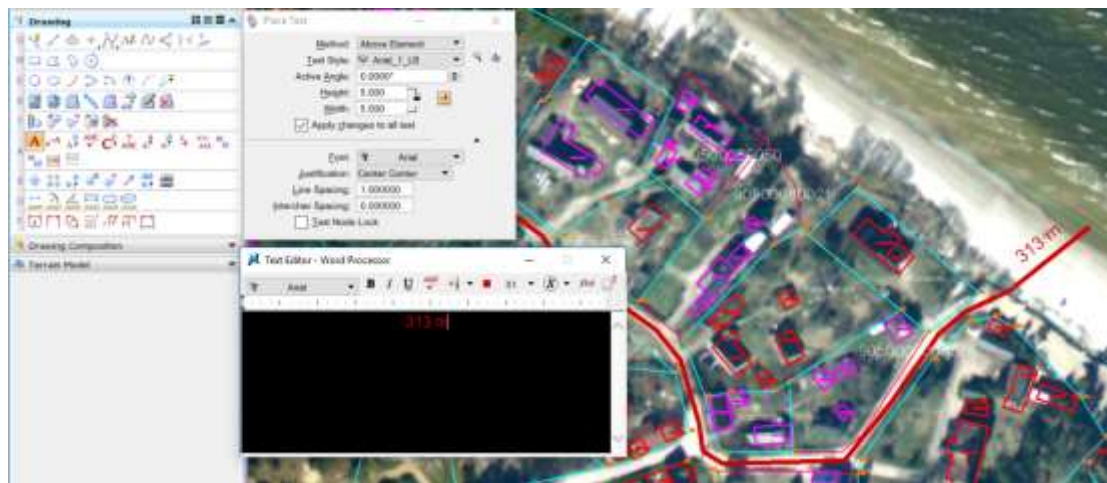 Drawing
Place Text
Method: Above Element
Text Style: Arial_1_LB
Active Angle: 0.0000°
Height: 5.000
Width: 5.000
Apply changes to all text
Font: Arial
Justification: Center Center
Line Spacing: 1.000000
Interchar Spacing: 0.000000
Text Node Lock
Drawing Composition
Terrain Model
Text Editor - Word Processor
Arial
B I U
313 m
313 m